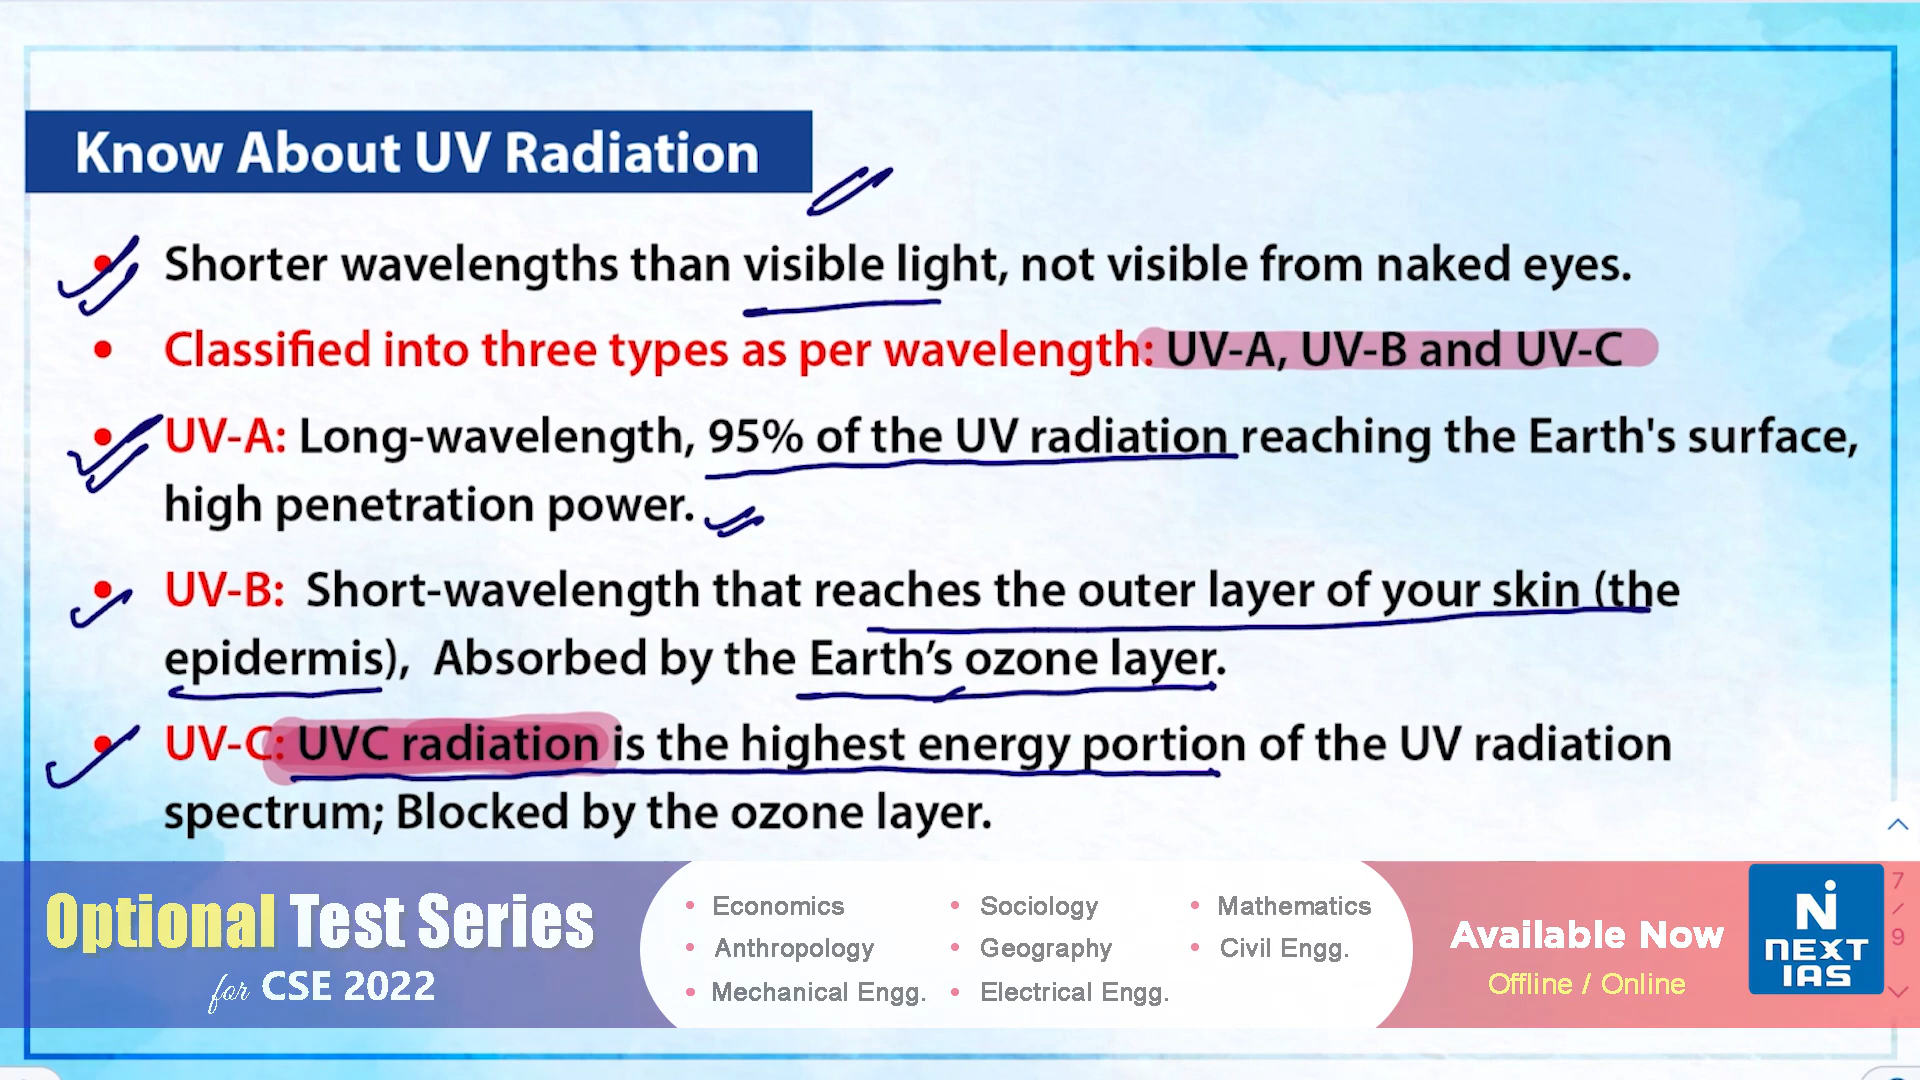 Know About UV Radiation
• Shorter wavelengths than visible light, not visible from naked eyes.
• Classified into three types as per wavelength: UV-A, UV-B and UV-C
• UV-A: Long-wavelength, 95% of the UV radiation reaching the Earth's surface,
high penetration power.
• UV-B: Short-wavelength that reaches the outer layer of your skin (the
epidermis), Absorbed by the Earth’s ozone layer.
• UV-C: UVC radiation is the highest energy portion of the UV radiation
spectrum; Blocked by the ozone layer.
Optional Test Series
for CSE 2022
• Economics
• Anthropology
• Mechanical Engg.
• Sociology
• Geography
• Electrical Engg.
• Mathematics
• Civil Engg.
Available Now
Offline / Online
N
NEXT
IAS
7
/
9